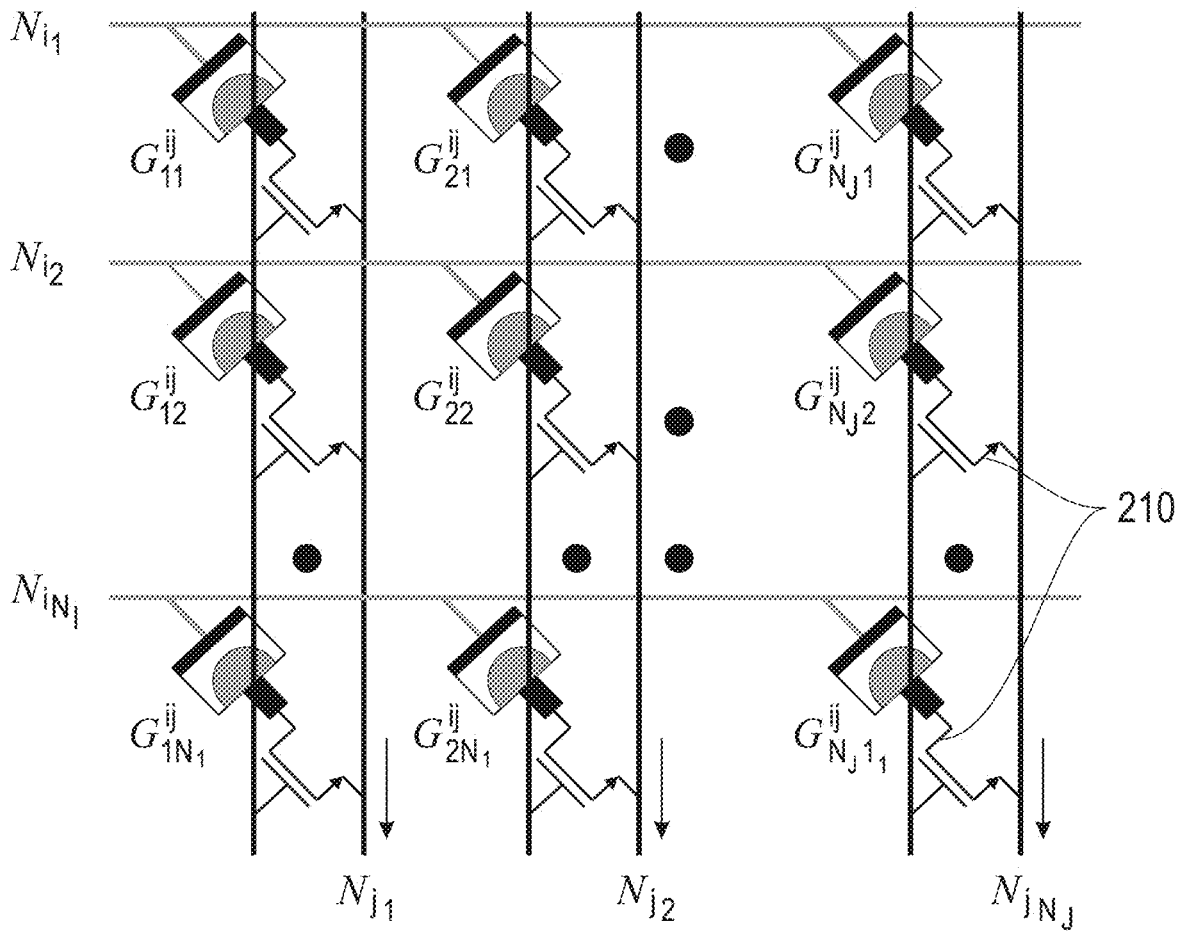 N_{i_1}
G^{ij}_{11} G^{ij}_{21} G^{ij}_{N_J1}
N_{i_2}
G^{ij}_{12} G^{ij}_{22} G^{ij}_{N_J2}
210
N_{i_{N_I}}
G^{ij}_{1N_1} G^{ij}_{2N_1} G^{ij}_{N_J1_1}
N_{j_1} N_{j_2} N_{j_{N_J}}